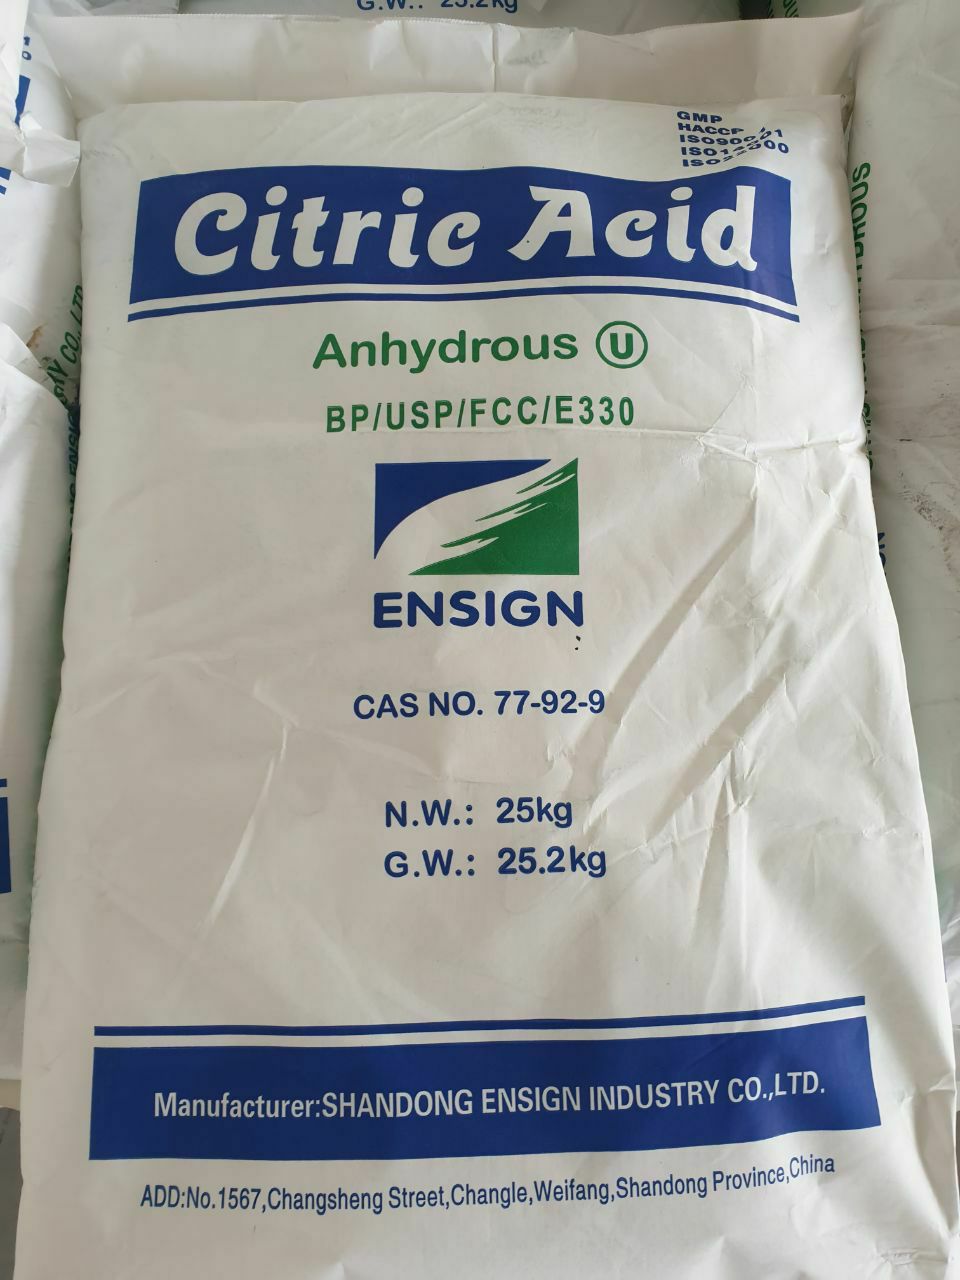 G.W.: 25.2kg
GMP
HACCP
Citric Acid
Anhydrous U
BP/USP/FCC/E330
ENSIGN
CAS NO. 77-92-9
N.W.: 25kg
G.W.: 25.2kg
Manufacturer:SHANDONG ENSIGN INDUSTRY CO.,LTD.
ADD:No.1567,Changsheng Street,Changle,Weifang,Shandong Province,China